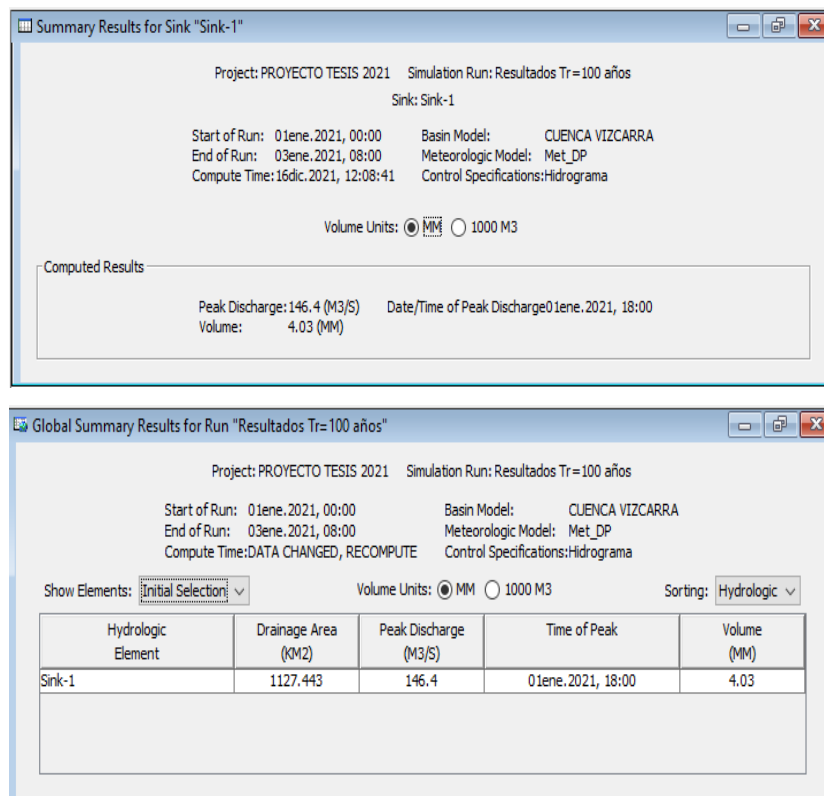 Summary Results for Sink "Sink-1"
Project: PROYECTO TESIS 2021 Simulation Run: Resultados Tr=100 años
Sink: Sink-1
Start of Run: 01ene.2021, 00:00 Basin Model: CUENCA VIZCARRA
End of Run: 03ene.2021, 08:00 Meteorologic Model: Met_DP
Compute Time:16dic.2021, 12:08:41 Control Specifications:Hidrograma
Volume Units: MM 1000 M3
Computed Results
Peak Discharge:146.4 (M3/S) Date/Time of Peak Discharge01ene.2021, 18:00
Volume: 4.03 (MM)
Global Summary Results for Run "Resultados Tr=100 años"
Project: PROYECTO TESIS 2021 Simulation Run: Resultados Tr=100 años
Start of Run: 01ene.2021, 00:00 Basin Model: CUENCA VIZCARRA
End of Run: 03ene.2021, 08:00 Meteorologic Model: Met_DP
Compute Time:DATA CHANGED, RECOMPUTE Control Specifications:Hidrograma
Show Elements: Initial Selection Volume Units: MM 1000 M3 Sorting: Hydrologic
Hydrologic Drainage Area Peak Discharge Time of Peak Volume
Element (KM2) (M3/S) (MM)
Sink-1 1127.443 146.4 01ene.2021, 18:00 4.03